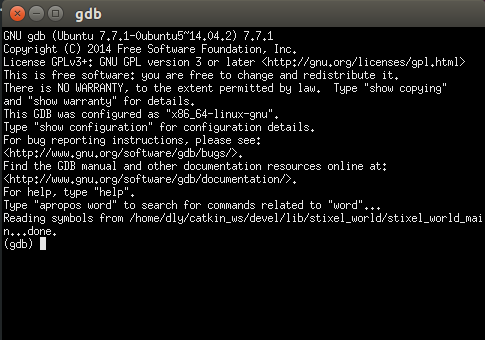 gdb
GNU gdb (Ubuntu 7.7.1-0ubuntu5~14.04.2) 7.7.1
Copyright (C) 2014 Free Software Foundation, Inc.
License GPLv3+: GNU GPL version 3 or later <http://gnu.org/licenses/gpl.html>
This is free software: you are free to change and redistribute it.
There is NO WARRANTY, to the extent permitted by law.  Type "show copying"
and "show warranty" for details.
This GDB was configured as "x86_64-linux-gnu".
Type "show configuration" for configuration details.
For bug reporting instructions, please see:
<http://www.gnu.org/software/gdb/bugs/>.
Find the GDB manual and other documentation resources online at:
<http://www.gnu.org/software/gdb/documentation/>.
For help, type "help".
Type "apropos word" to search for commands related to "word"...
Reading symbols from /home/dly/catkin_ws/devel/lib/stixel_world/stixel_world_mai
n...done.
(gdb)